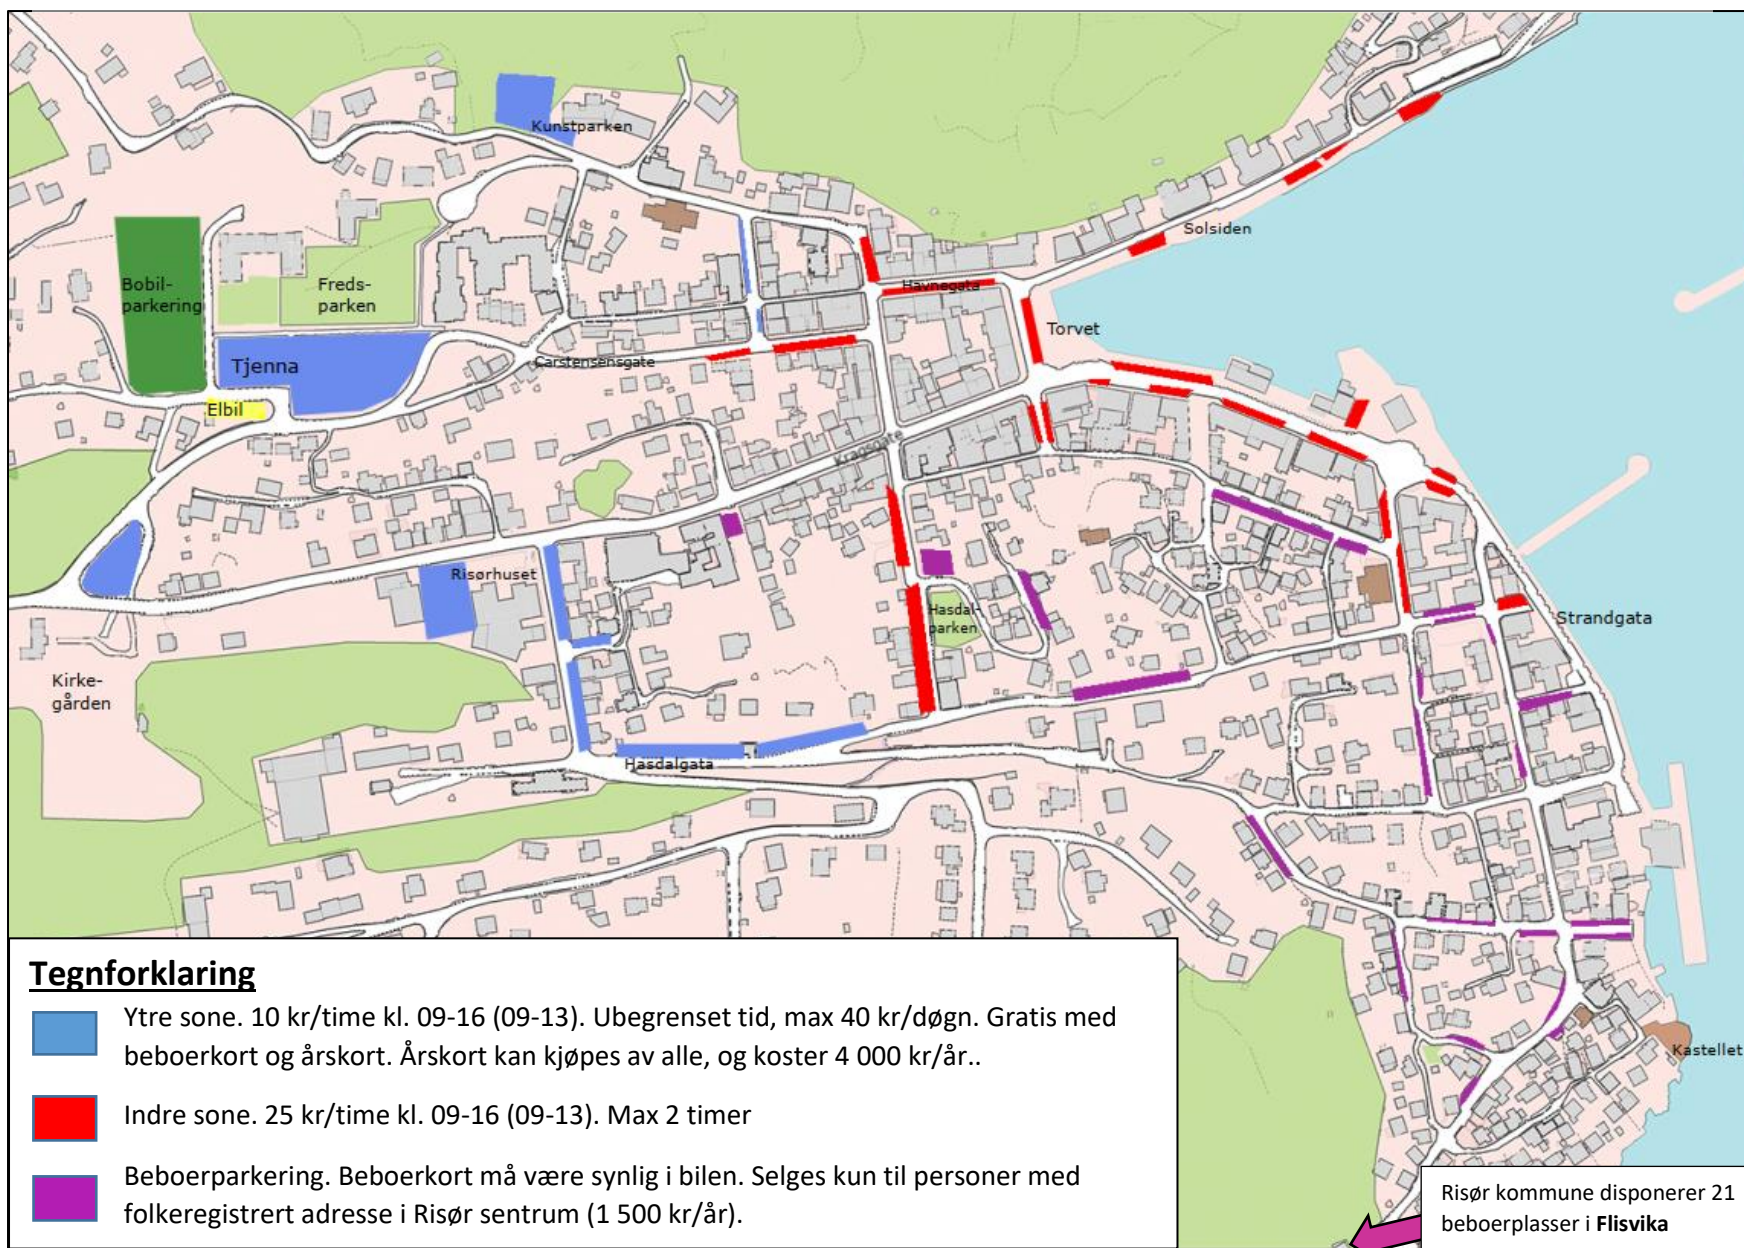 Kunstparken
Solsiden
Bobil-
parkering
Freds-
parken
Havnegata
Torvet
Tjenna
Carstensensgate
Elbil
Kragsgate
Risørhuset
Hasdal-
parken
Strandgata
Kirke-
gården
Hasdalgata
Kastellet
Tegnforklaring
Ytre sone. 10 kr/time kl. 09-16 (09-13). Ubegrenset tid, max 40 kr/døgn. Gratis med
beboerkort og årskort. Årskort kan kjøpes av alle, og koster 4 000 kr/år..
Indre sone. 25 kr/time kl. 09-16 (09-13). Max 2 timer
Beboerparkering. Beboerkort må være synlig i bilen. Selges kun til personer med
folkeregistrert adresse i Risør sentrum (1 500 kr/år).
Risør kommune disponerer 21
beboerplasser i Flisvika